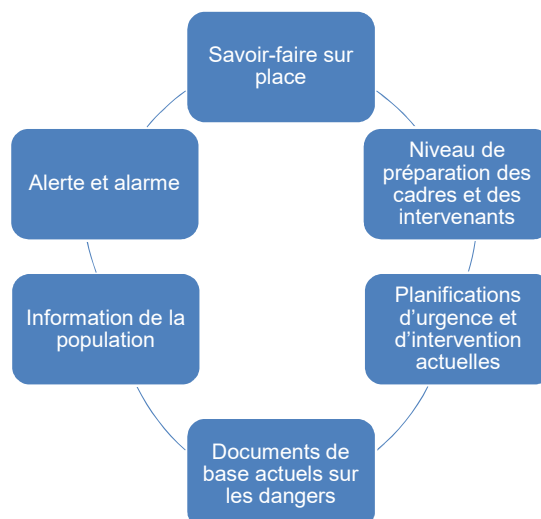 Savoir-faire sur
place
Niveau de
préparation des
cadres et des
intervenants
Planifications
d'urgence et
d'intervention
actuelles
Documents de
base actuels sur
les dangers
Information de la
population
Alerte et alarme